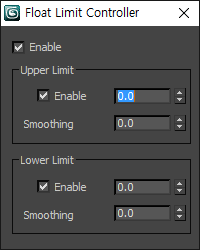 Float Limit Controller
Enable
Upper Limit
Enable 0.0
Smoothing 0.0
Lower Limit
Enable 0.0
Smoothing 0.0